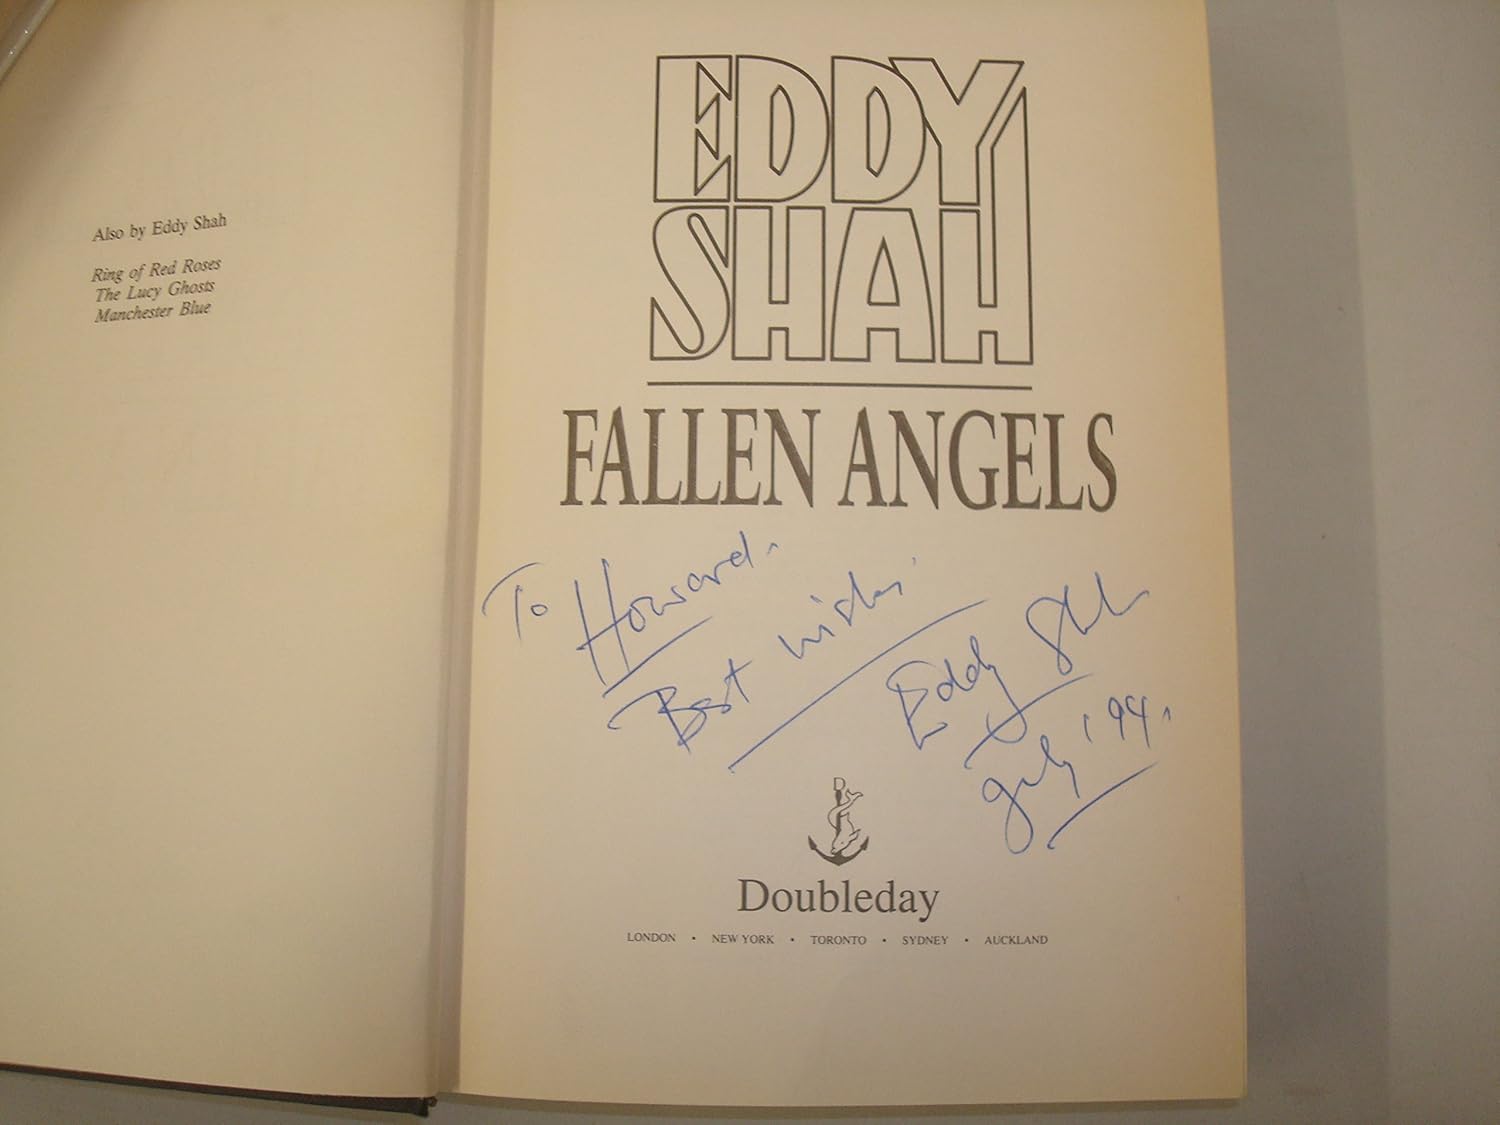 Also by Eddy Shah
Ring of Red Roses
The Lucy Ghosts
Manchester Blue
EDDY
SHAH
FALLEN ANGELS
To Howard.
Best wishes.
Eddy Shah
July '94.
D
Doubleday
LONDON • NEW YORK • TORONTO • SYDNEY • AUCKLAND